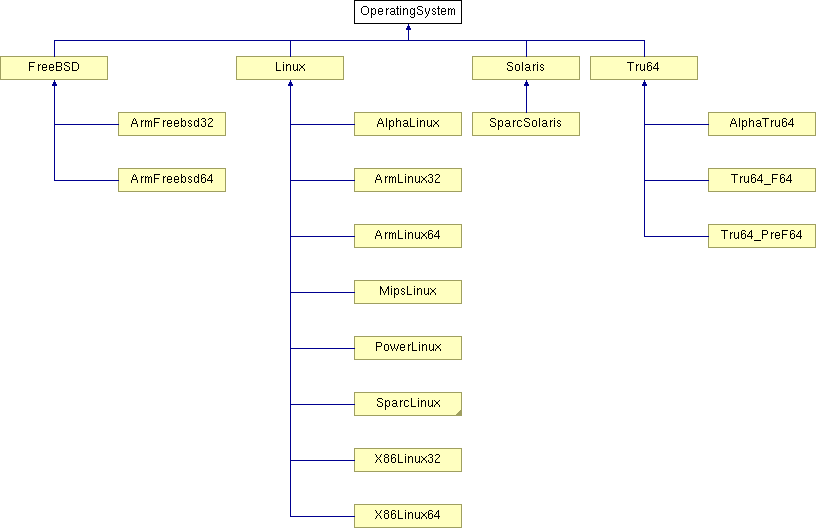 OperatingSystem
FreeBSD
Linux
Solaris
Tru64
ArmFreebsd32
AlphaLinux
SparcSolaris
AlphaTru64
ArmFreebsd64
ArmLinux32
Tru64_F64
ArmLinux64
Tru64_PreF64
MipsLinux
PowerLinux
SparcLinux
X86Linux32
X86Linux64